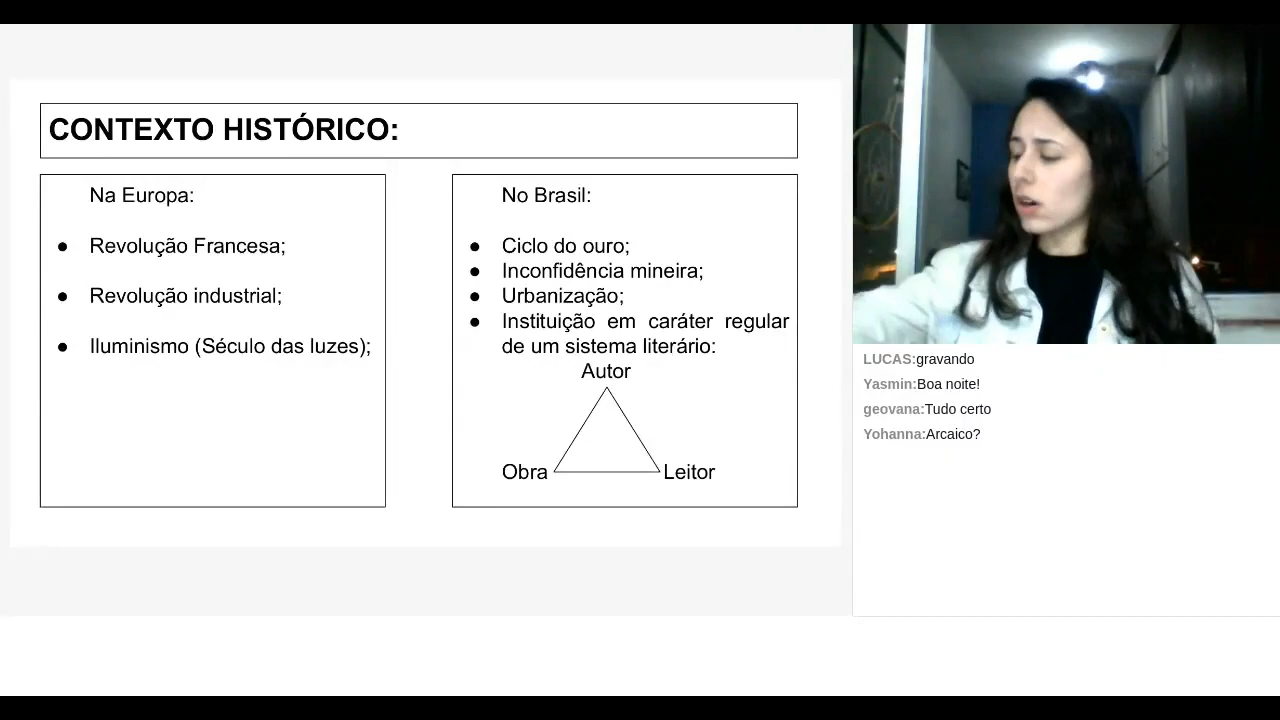 CONTEXTO HISTÓRICO:
Na Europa:
● Revolução Francesa;
● Revolução industrial;
● Iluminismo (Século das luzes);
No Brasil:
● Ciclo do ouro;
● Inconfidência mineira;
● Urbanização;
● Instituição em caráter regular
de um sistema literário:
Autor
Obra
Leitor
LUCAS:gravando
Yasmin:Boa noite!
geovana:Tudo certo
Yohanna:Arcaico?